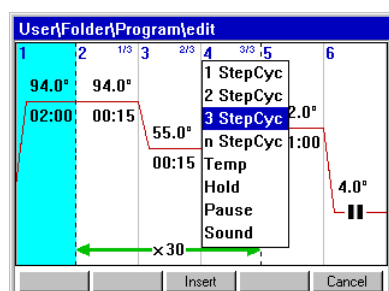 User\Folder\Program\edit
1 2 1/3 3 2/3 4 3/3 5 6
94.0° 94.0°
02:00 00:15
55.0°
00:15
1 StepCyc
2 StepCyc
3 StepCyc
n StepCyc
Temp
Hold
Pause
Sound
2.0°
1:00
4.0°
×30
Insert Cancel